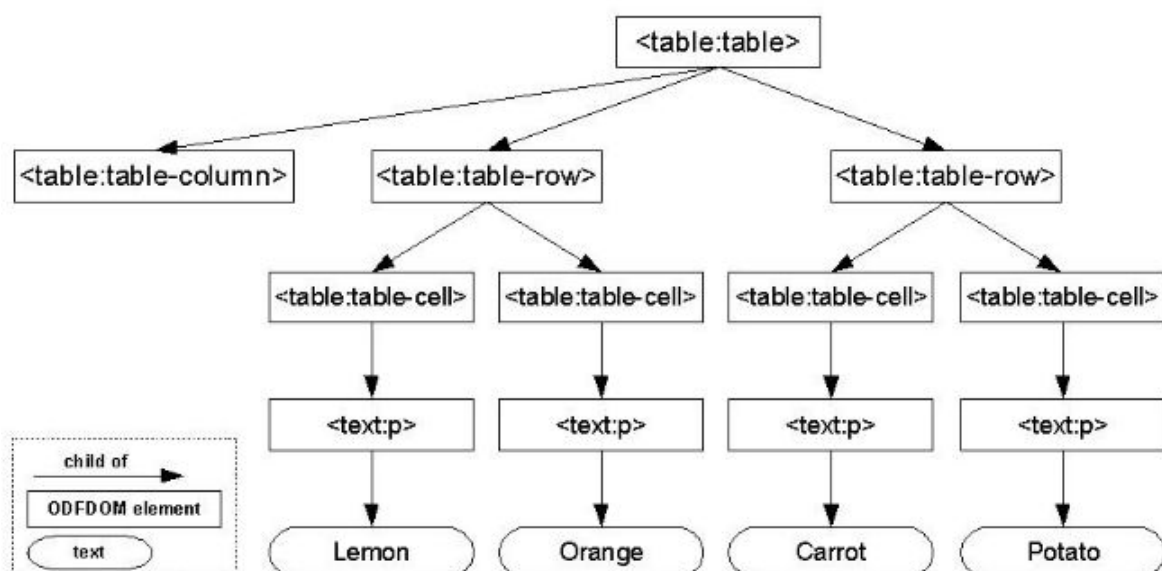 <table:table>
<table:table-column> <table:table-row> <table:table-row>
<table:table-cell> <table:table-cell> <table:table-cell> <table:table-cell>
<text:p> <text:p> <text:p> <text:p>
child of
ODFDOM element
text
Lemon Orange Carrot Potato